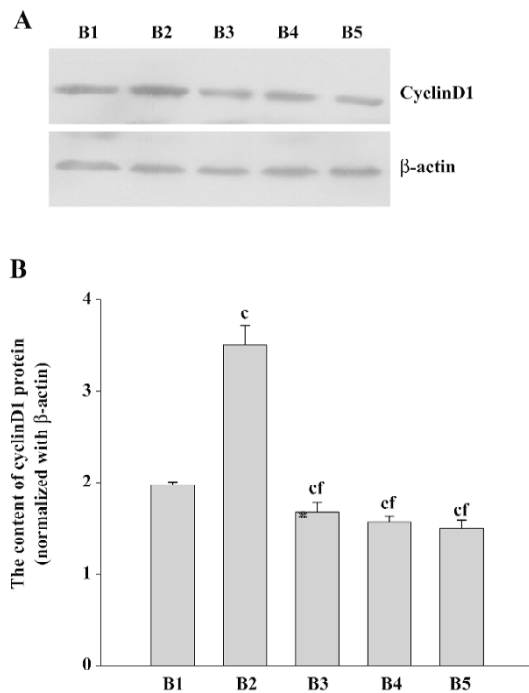 A
B1 B2 B3 B4 B5
CyclinD1
β-actin
B
The content of cyclinD1 protein
(normalized with β-actin)
4
3
2
1
0
c
cf
cf
cf
*
B1 B2 B3 B4 B5